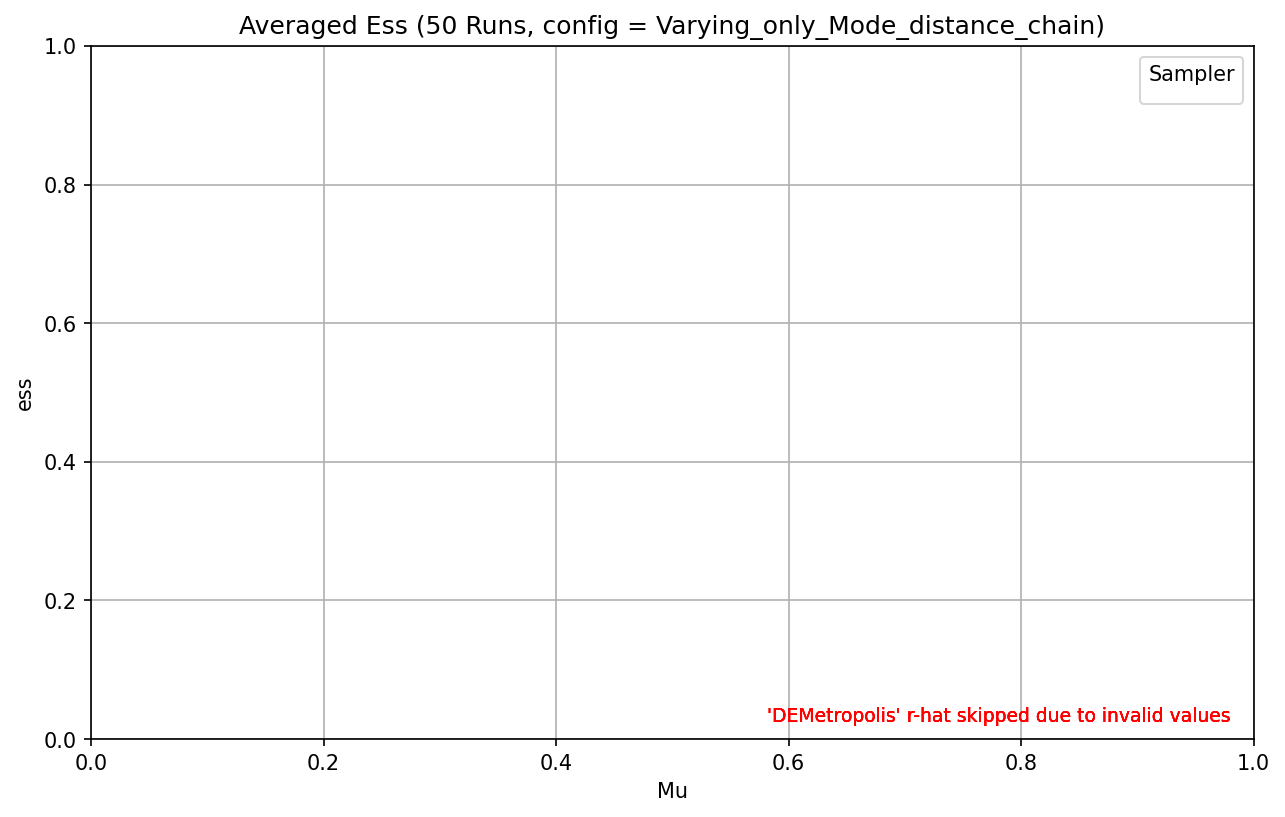 Averaged Ess (50 Runs, config = Varying_only_Mode_distance_chain)
1.0
Sampler
0.8
0.6
ess
0.4
0.2
'DEMetropolis' r-hat skipped due to invalid values
0.0
0.0 0.2 0.4 0.6 0.8 1.0
Mu